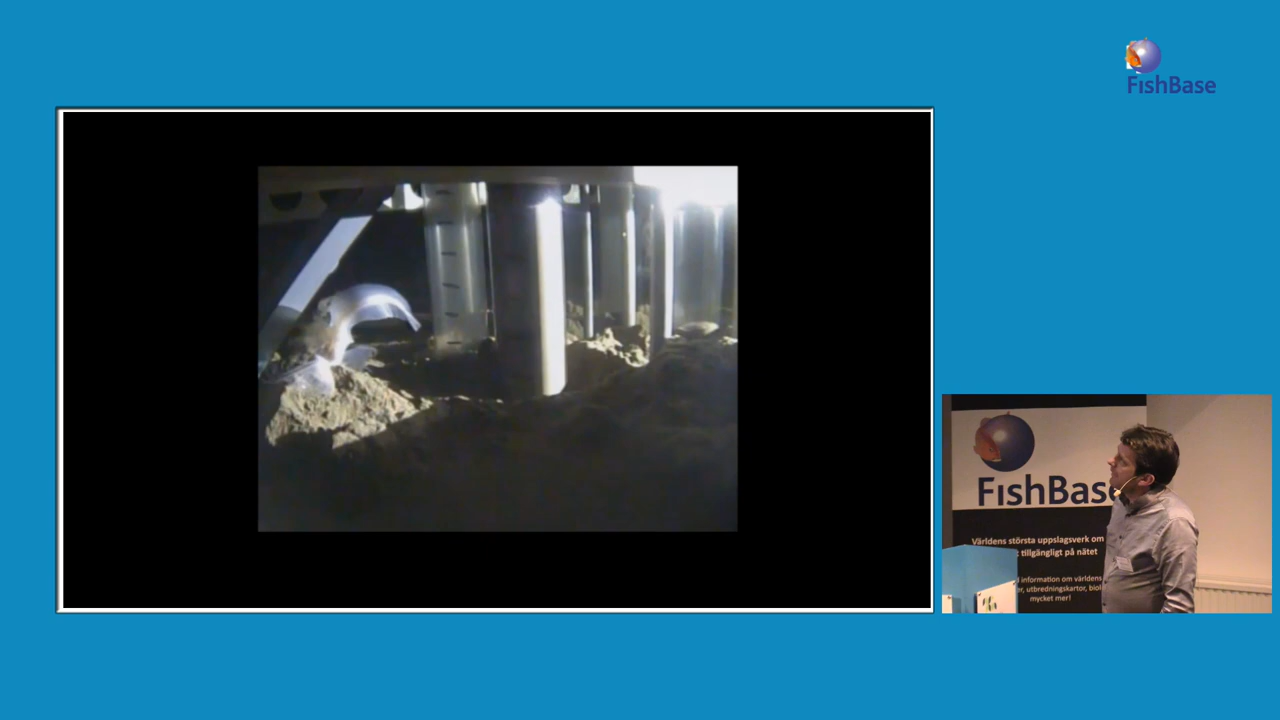 FishBase
FishBase
Världens största uppslagsverk om
tillgängligt på nätet
information om världens
utbredningskartor, biol
mycket mer!